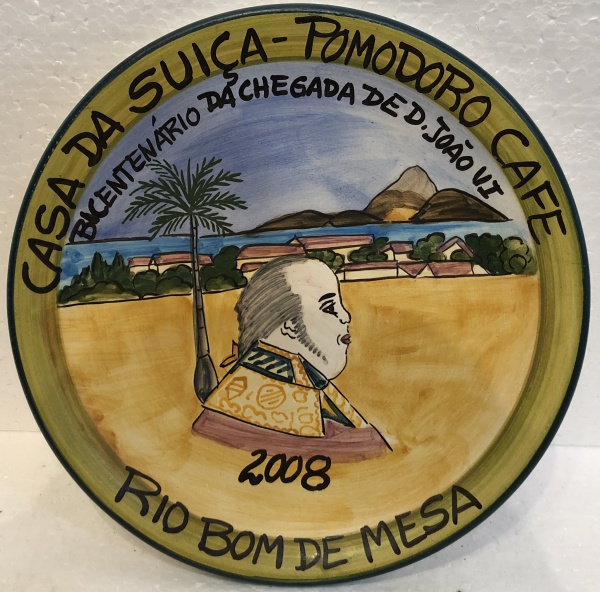 CASA DA SUIÇA - POMODORO CAFE
BICENTENÁRIO DA CHEGADA DE D. JOÃO VI
2008
RIO BOM DE MESA